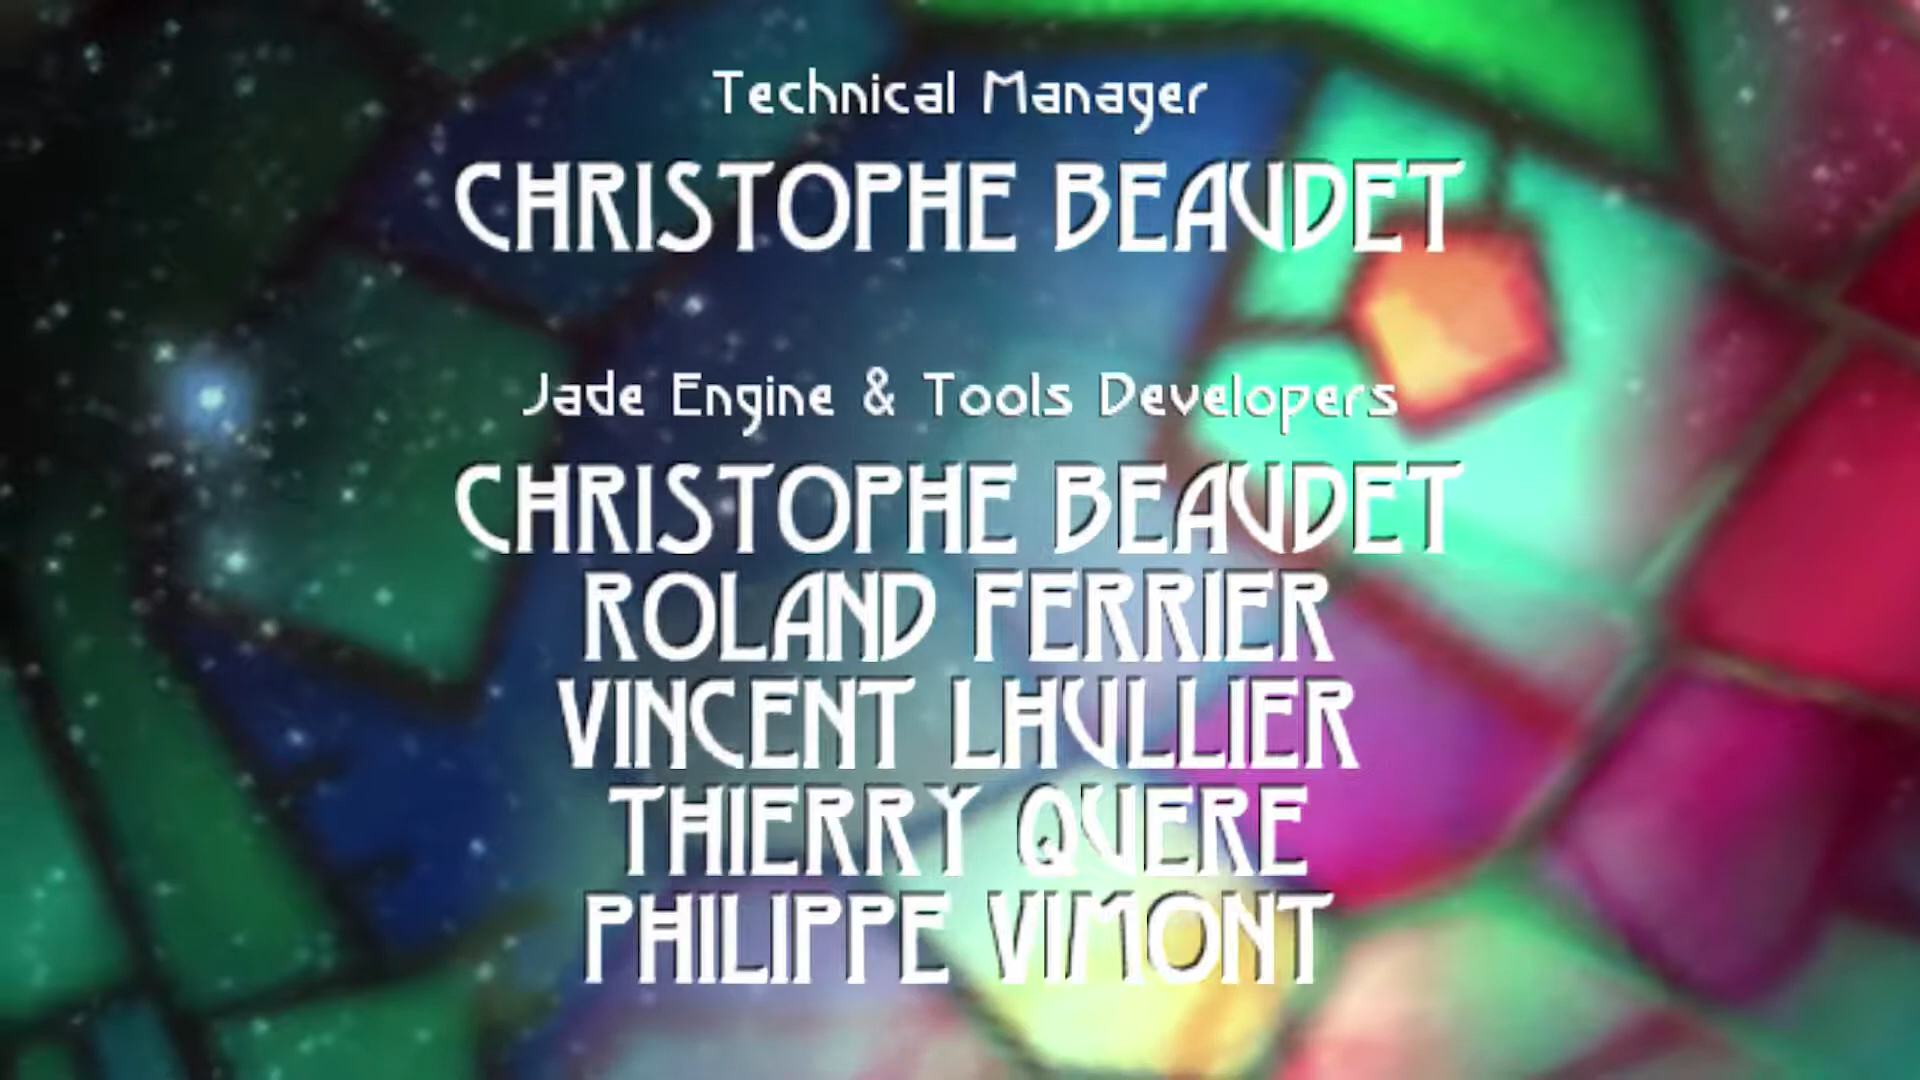 Technical Manager
CHRISTOPHE BEAUDET
Jade Engine & Tools Developers
CHRISTOPHE BEAUDET
ROLAND FERRIER
VINCENT LHULLIER
THIERRY QUERE
PHILIPPE VIMONT